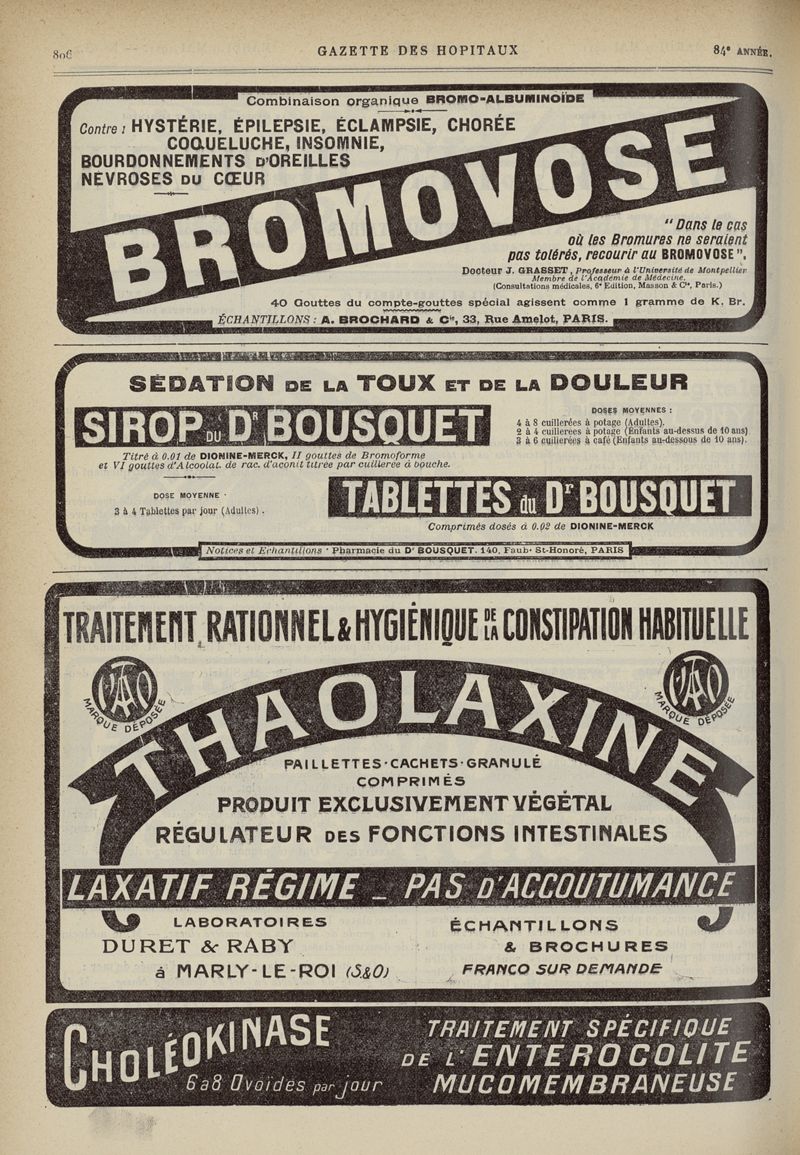 806
GAZETTE DES HOPITAUX
84e ANNÉE.
Combinaison organique BROMO-ALBUMINOÏDE
Contre : HYSTÉRIE, ÉPILEPSIE, ÉCLAMPSIE, CHORÉE
COQUELUCHE, INSOMNIE,
BOURDONNEMENTS D'OREILLES
NÉVROSES DU CŒUR
BROMOVOSE
"Dans le cas
où les Bromures ne seraient
pas tolérés, recourir au BROMOVOSE",
Docteur J. GRASSET, Professeur à l'Université de Montpellier
Membre de l'Académie de Médecine.
(Consultations médicales, 6e Edition, Masson & Cie, Paris.)
40 Gouttes du compte-gouttes spécial agissent comme 1 gramme de K. Br.
ÉCHANTILLONS : A. BROCHARD & Cie, 33, Rue Amelot, PARIS.
SÉDATION DE LA TOUX ET DE LA DOULEUR
SIROP DU Dr BOUSQUET
DOSES MOYENNES :
4 à 8 cuillerées à potage (Adultes).
2 à 4 cuillerées à potage (Enfants au-dessus de 10 ans)
3 à 6 cuillerées à café (Enfants au-dessous de 10 ans).
Titré à 0.01 de DIONINE-MERCK, II gouttes de Bromoforme
et VI gouttes d'Alcoolat. de rac. d'aconit titrée par cuillerée à bouche.
DOSE MOYENNE :
3 à 4 Tablettes par jour (Adultes).
TABLETTES du Dr BOUSQUET
Comprimés dosés à 0.02 de DIONINE-MERCK
Notices et Echantillons : Pharmacie du Dr BOUSQUET. 140, Faubg St-Honoré, PARIS
TRAITEMENT RATIONNEL & HYGIÉNIQUE DE LA CONSTIPATION HABITUELLE
MARQUE DÉPOSÉE
MARQUE DÉPOSÉE
THAOLAXINE
PAILLETTES·CACHETS·GRANULÉ
COMPRIMÉS
PRODUIT EXCLUSIVEMENT VÉGÉTAL
RÉGULATEUR DES FONCTIONS INTESTINALES
LAXATIF RÉGIME _ PAS D'ACCOUTUMANCE
LABORATOIRES
DURET & RABY
à MARLY-LE-ROI (S.&O)
ÉCHANTILLONS
& BROCHURES
FRANCO SUR DEMANDE
CHOLÉOKINASE
6 a 8 Ovoïdes par jour
TRAITEMENT SPÉCIFIQUE
DE L'ENTEROCOLITE
MUCOMEMBRANEUSE